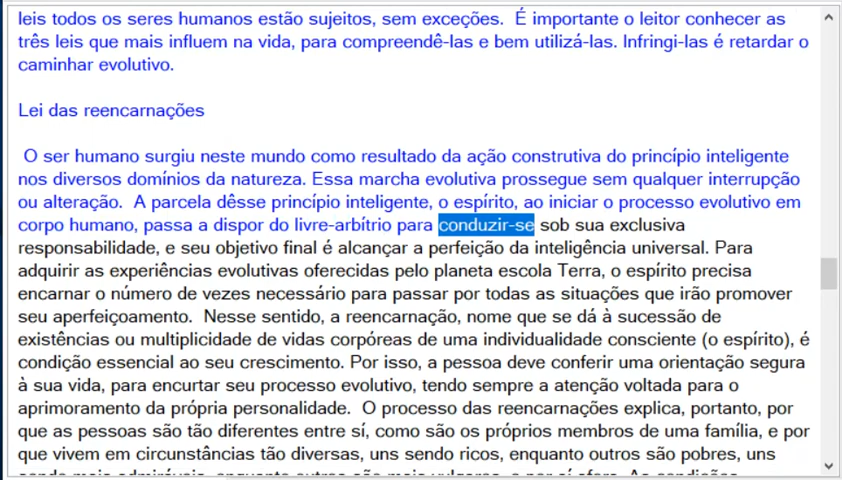 leis todos os seres humanos estão sujeitos, sem exceções.  É importante o leitor conhecer as
três leis que mais influem na vida, para compreendê-las e bem utilizá-las. Infringi-las é retardar o
caminhar evolutivo.
Lei das reencarnações
O ser humano surgiu neste mundo como resultado da ação construtiva do princípio inteligente
nos diversos domínios da natureza. Essa marcha evolutiva prossegue sem qualquer interrupção
ou alteração.  A parcela dêsse princípio inteligente, o espírito, ao iniciar o processo evolutivo em
corpo humano, passa a dispor do livre-arbítrio para conduzir-se sob sua exclusiva
responsabilidade, e seu objetivo final é alcançar a perfeição da inteligência universal. Para
adquirir as experiências evolutivas oferecidas pelo planeta escola Terra, o espírito precisa
encarnar o número de vezes necessário para passar por todas as situações que irão promover
seu aperfeiçoamento.  Nesse sentido, a reencarnação, nome que se dá à sucessão de
existências ou multiplicidade de vidas corpóreas de uma individualidade consciente (o espírito), é
condição essencial ao seu crescimento. Por isso, a pessoa deve conferir uma orientação segura
à sua vida, para encurtar seu processo evolutivo, tendo sempre a atenção voltada para o
aprimoramento da própria personalidade.  O processo das reencarnações explica, portanto, por
que as pessoas são tão diferentes entre sí, como são os próprios membros de uma família, e por
que vivem em circunstâncias tão diversas, uns sendo ricos, enquanto outros são pobres, uns